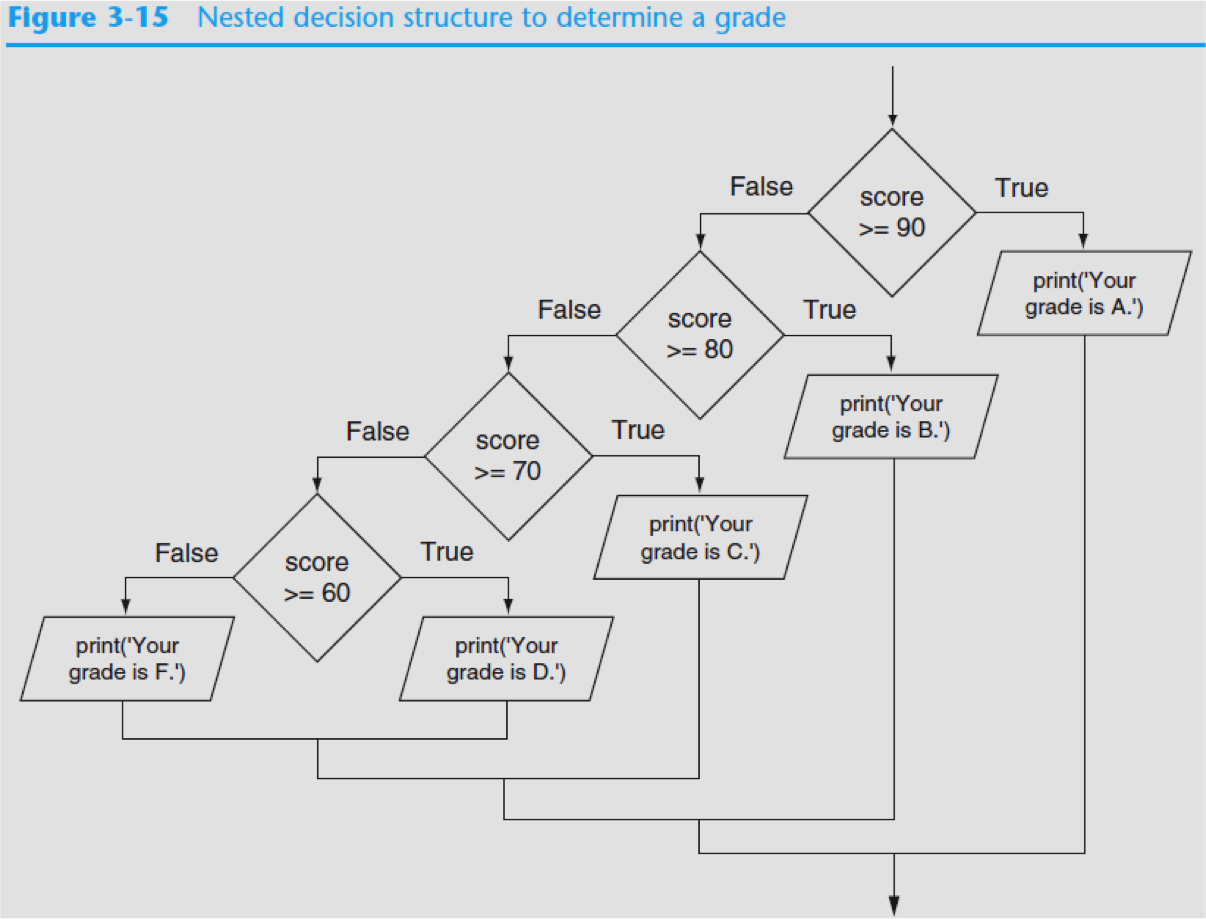 Figure 3-15 Nested decision structure to determine a grade
False
score
>= 90
True
print('Your
grade is A.')
False
score
>= 80
True
print('Your
grade is B.')
False
score
>= 70
True
print('Your
grade is C.')
False
score
>= 60
True
print('Your
grade is F.')
print('Your
grade is D.')